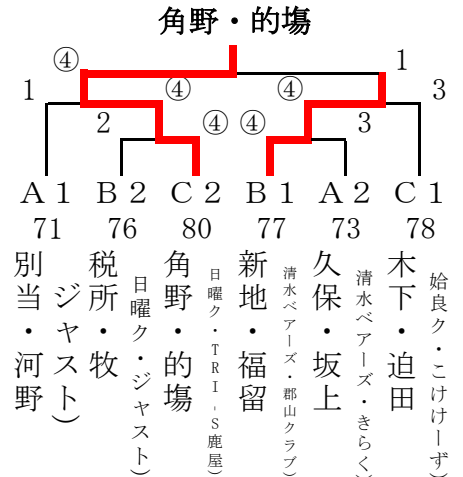 角野・的塲
④ 1
1 ④ ④ 3
2 ④ ④ 3
A1 B2 C2 B1 A2 C1
71 76 80 77 73 78
別当・河野
ジャスト)
税所・牧
日曜ク・ジャスト)
角野・的塲
日曜ク・TRI-S鹿屋)
新地・福留
清水ベアーズ・郡山クラブ)
久保・坂上
清水ベアーズ・きらく)
木下・迫田
姶良ク・こけけーず)